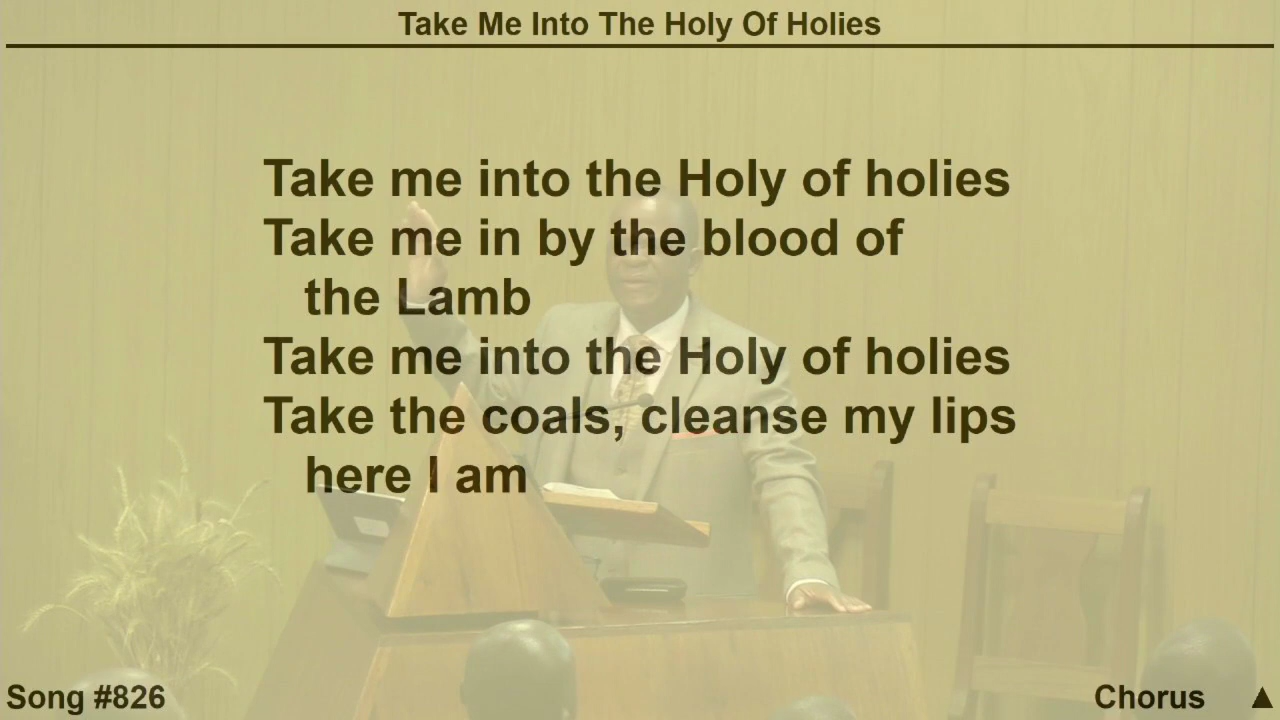 Take Me Into The Holy Of Holies
Take me into the Holy of holies
Take me in by the blood of
the Lamb
Take me into the Holy of holies
Take the coals, cleanse my lips
here I am
Song #826
Chorus ▲